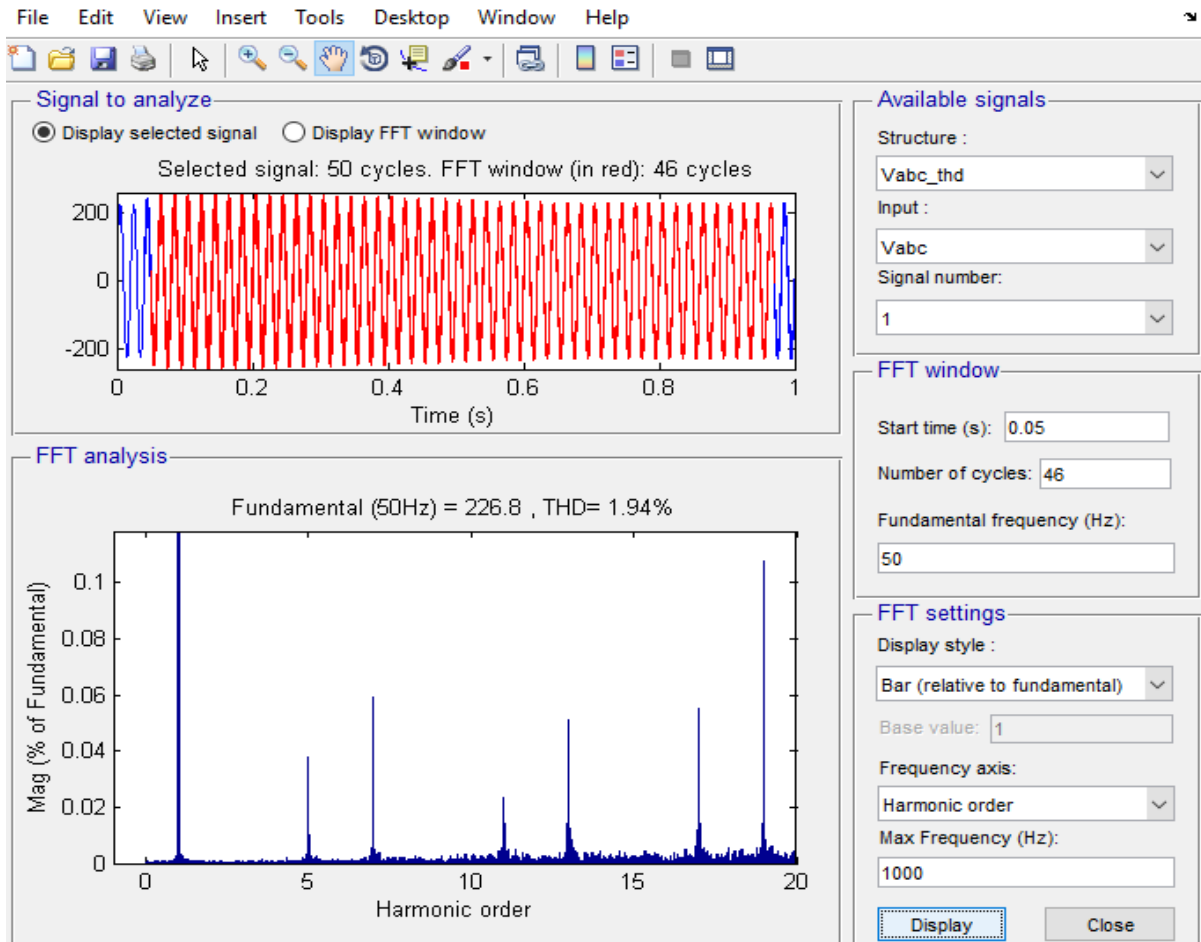 File Edit View Insert Tools Desktop Window Help
Signal to analyze
Display selected signal Display FFT window
Selected signal: 50 cycles. FFT window (in red): 46 cycles
200
0
-200
0 0.2 0.4 0.6 0.8 1
Time (s)
FFT analysis
Fundamental (50Hz) = 226.8 , THD= 1.94%
Mag (% of Fundamental)
0.1
0.08
0.06
0.04
0.02
0
0 5 10 15 20
Harmonic order
Available signals
Structure :
Vabc_thd
Input :
Vabc
Signal number:
1
FFT window
Start time (s): 0.05
Number of cycles: 46
Fundamental frequency (Hz):
50
FFT settings
Display style :
Bar (relative to fundamental)
Base value: 1
Frequency axis:
Harmonic order
Max Frequency (Hz):
1000
Display Close